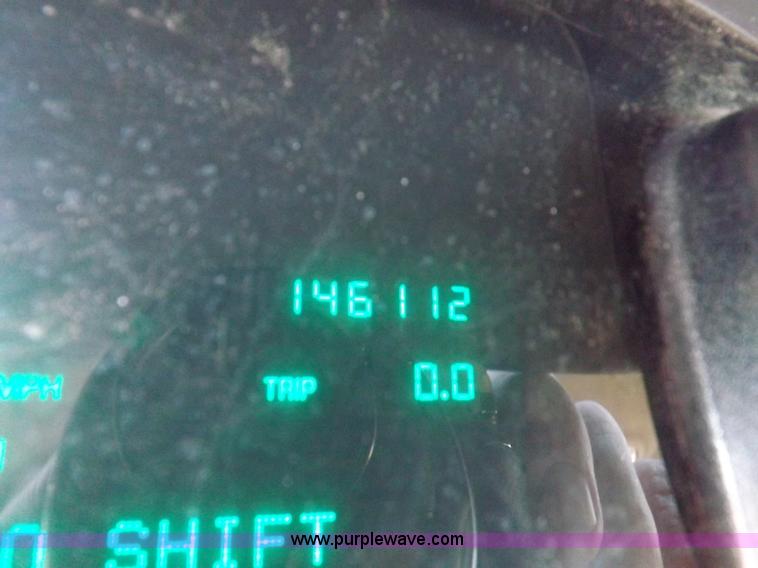 146112
MPH
TRIP 0.0
SHIFT
www.purplewave.com